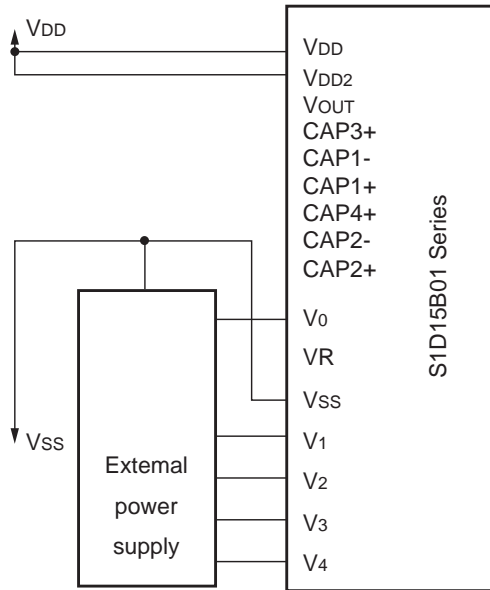 VDD
VDD
VDD2
VOUT
CAP3+
CAP1-
CAP1+
CAP4+
CAP2-
CAP2+
V0
VR
VSS
V1
V2
V3
V4
S1D15B01 Series
VSS
External
power
supply